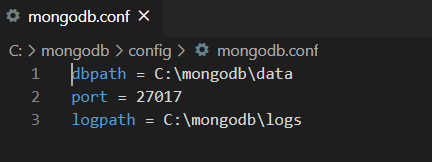 mongodb.conf ×
C: > mongodb > config > mongodb.conf
1 dbpath = C:\mongodb\data
2 port = 27017
3 logpath = C:\mongodb\logs